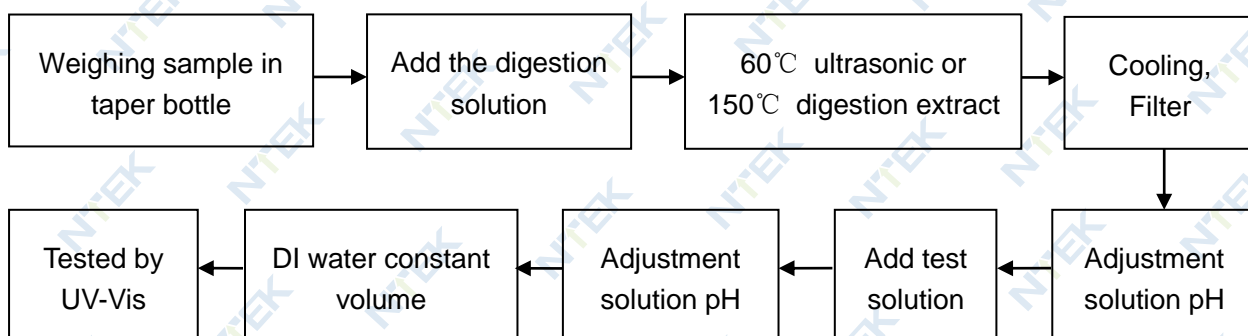 Weighing sample in
taper bottle
Add the digestion
solution
60℃ ultrasonic or
150℃ digestion extract
Cooling,
Filter
Adjustment
solution pH
Add test
solution
Adjustment
solution pH
DI water constant
volume
Tested by
UV-Vis
NTEK